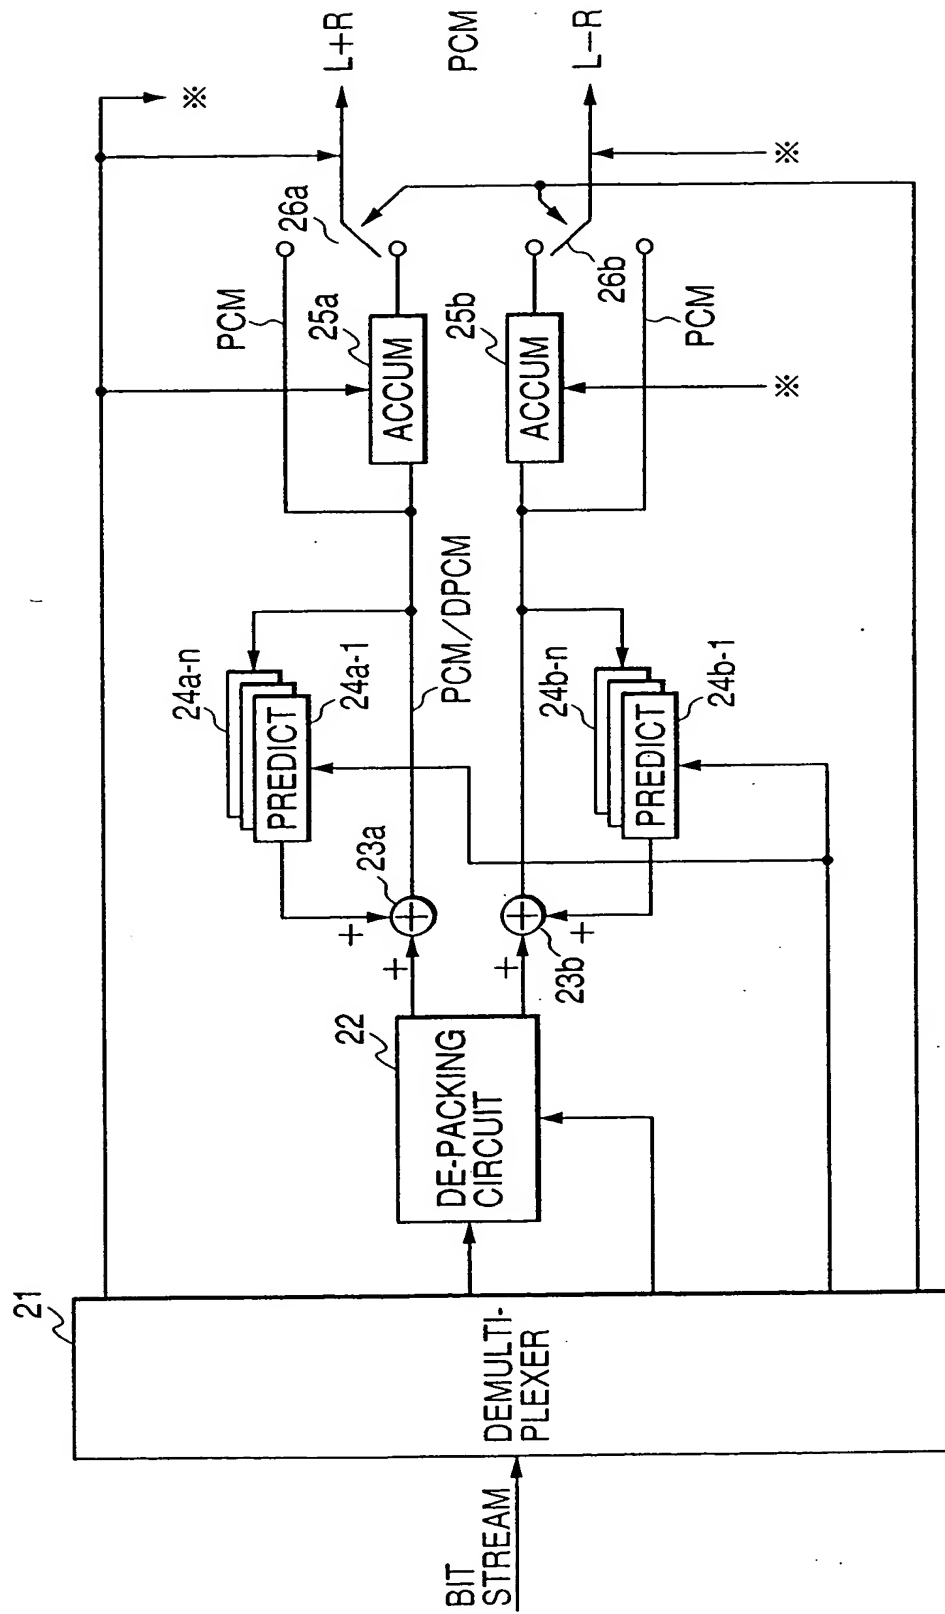 BIT
STREAM
21
DEMULTI-
PLEXER
22
DE-PACKING
CIRCUIT
+
+
+
23a
+
+
+
23b
24a-n
PREDICT
24a-1
PCM/DPCM
24b-n
PREDICT
24b-1
PCM
25a
ACCUM
26a
25b
ACCUM
26b
PCM
※
※
※
L+R
PCM
L−R